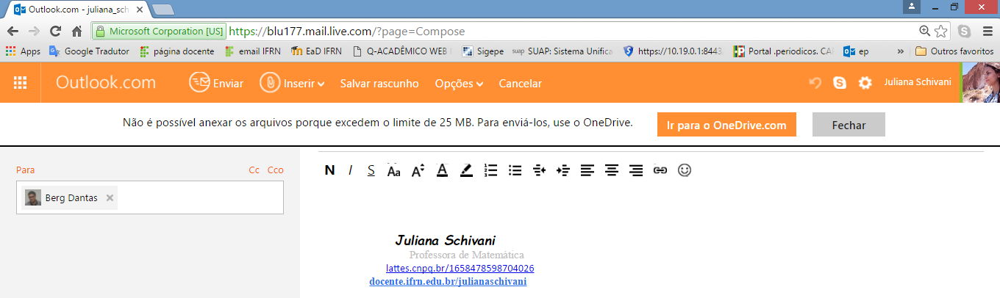 Outlook.com - juliana_sch
Microsoft Corporation [US] https://blu177.mail.live.com/?page=Compose
Apps Google Tradutor página docente email IFRN EaD IFRN Q-ACADÊMICO WEB Sigepe suap SUAP: Sistema Unifica https://10.19.0.1:8443 Portal .periodicos. CA ep » Outros favoritos
Outlook.com Enviar Inserir Salvar rascunho Opções Cancelar Juliana Schivani
Não é possível anexar os arquivos porque excedem o limite de 25 MB. Para enviá-los, use o OneDrive. Ir para o OneDrive.com Fechar
Para Cc Cco
N I S Aa A A
Berg Dantas
Juliana Schivani
Professora de Matemática
lattes.cnpq.br/1658478598704026
docente.ifrn.edu.br/julianaschivani